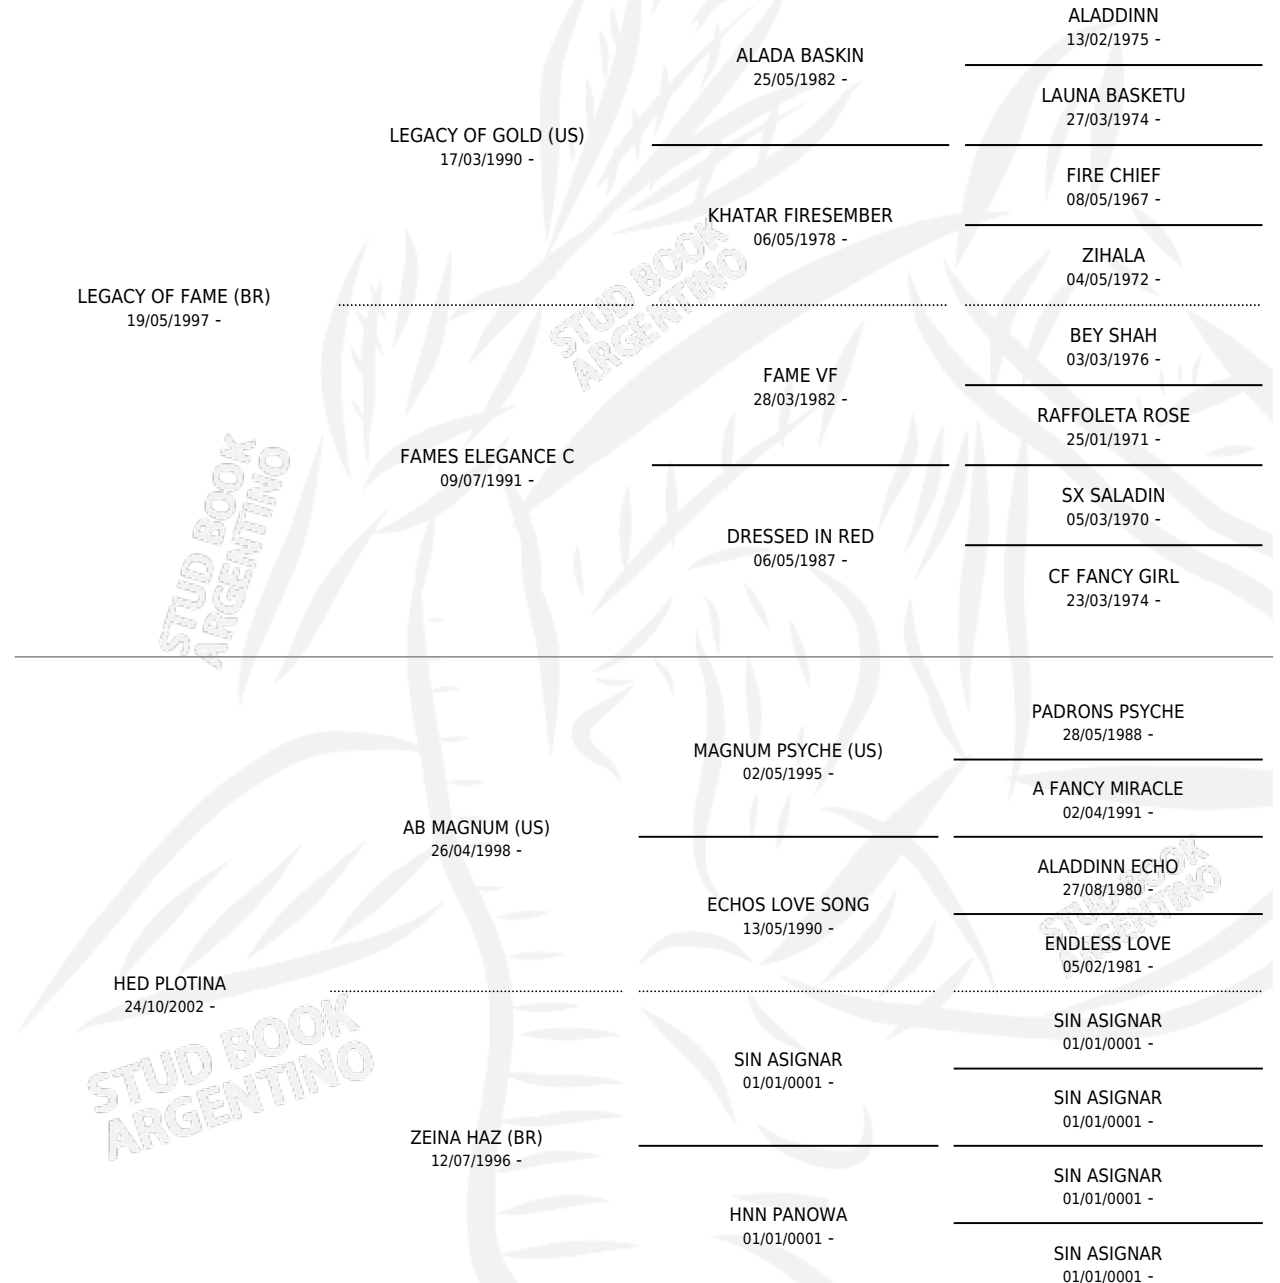 ALADDINN
13/02/1975 -
ALADA BASKIN
25/05/1982 -
LAUNA BASKETU
27/03/1974 -
LEGACY OF GOLD (US)
17/03/1990 -
FIRE CHIEF
08/05/1967 -
KHATAR FIRESEMBER
06/05/1978 -
ZIHALA
04/05/1972 -
LEGACY OF FAME (BR)
19/05/1997 -
BEY SHAH
03/03/1976 -
FAME VF
28/03/1982 -
RAFFOLETA ROSE
25/01/1971 -
FAMES ELEGANCE C
09/07/1991 -
SX SALADIN
05/03/1970 -
DRESSED IN RED
06/05/1987 -
CF FANCY GIRL
23/03/1974 -
STUD BOOK
ARGENTINO
STUD BOOK
ARGENTINO
PADRONS PSYCHE
28/05/1988 -
MAGNUM PSYCHE (US)
02/05/1995 -
A FANCY MIRACLE
02/04/1991 -
AB MAGNUM (US)
26/04/1998 -
ALADDINN ECHO
27/08/1980 -
ECHOS LOVE SONG
13/05/1990 -
ENDLESS LOVE
05/02/1981 -
STUD BOOK
ARGENTINO
HED PLOTINA
24/10/2002 -
SIN ASIGNAR
01/01/0001 -
SIN ASIGNAR
01/01/0001 -
SIN ASIGNAR
01/01/0001 -
STUD BOOK
ARGENTINO
ZEINA HAZ (BR)
12/07/1996 -
SIN ASIGNAR
01/01/0001 -
HNN PANOWA
01/01/0001 -
SIN ASIGNAR
01/01/0001 -